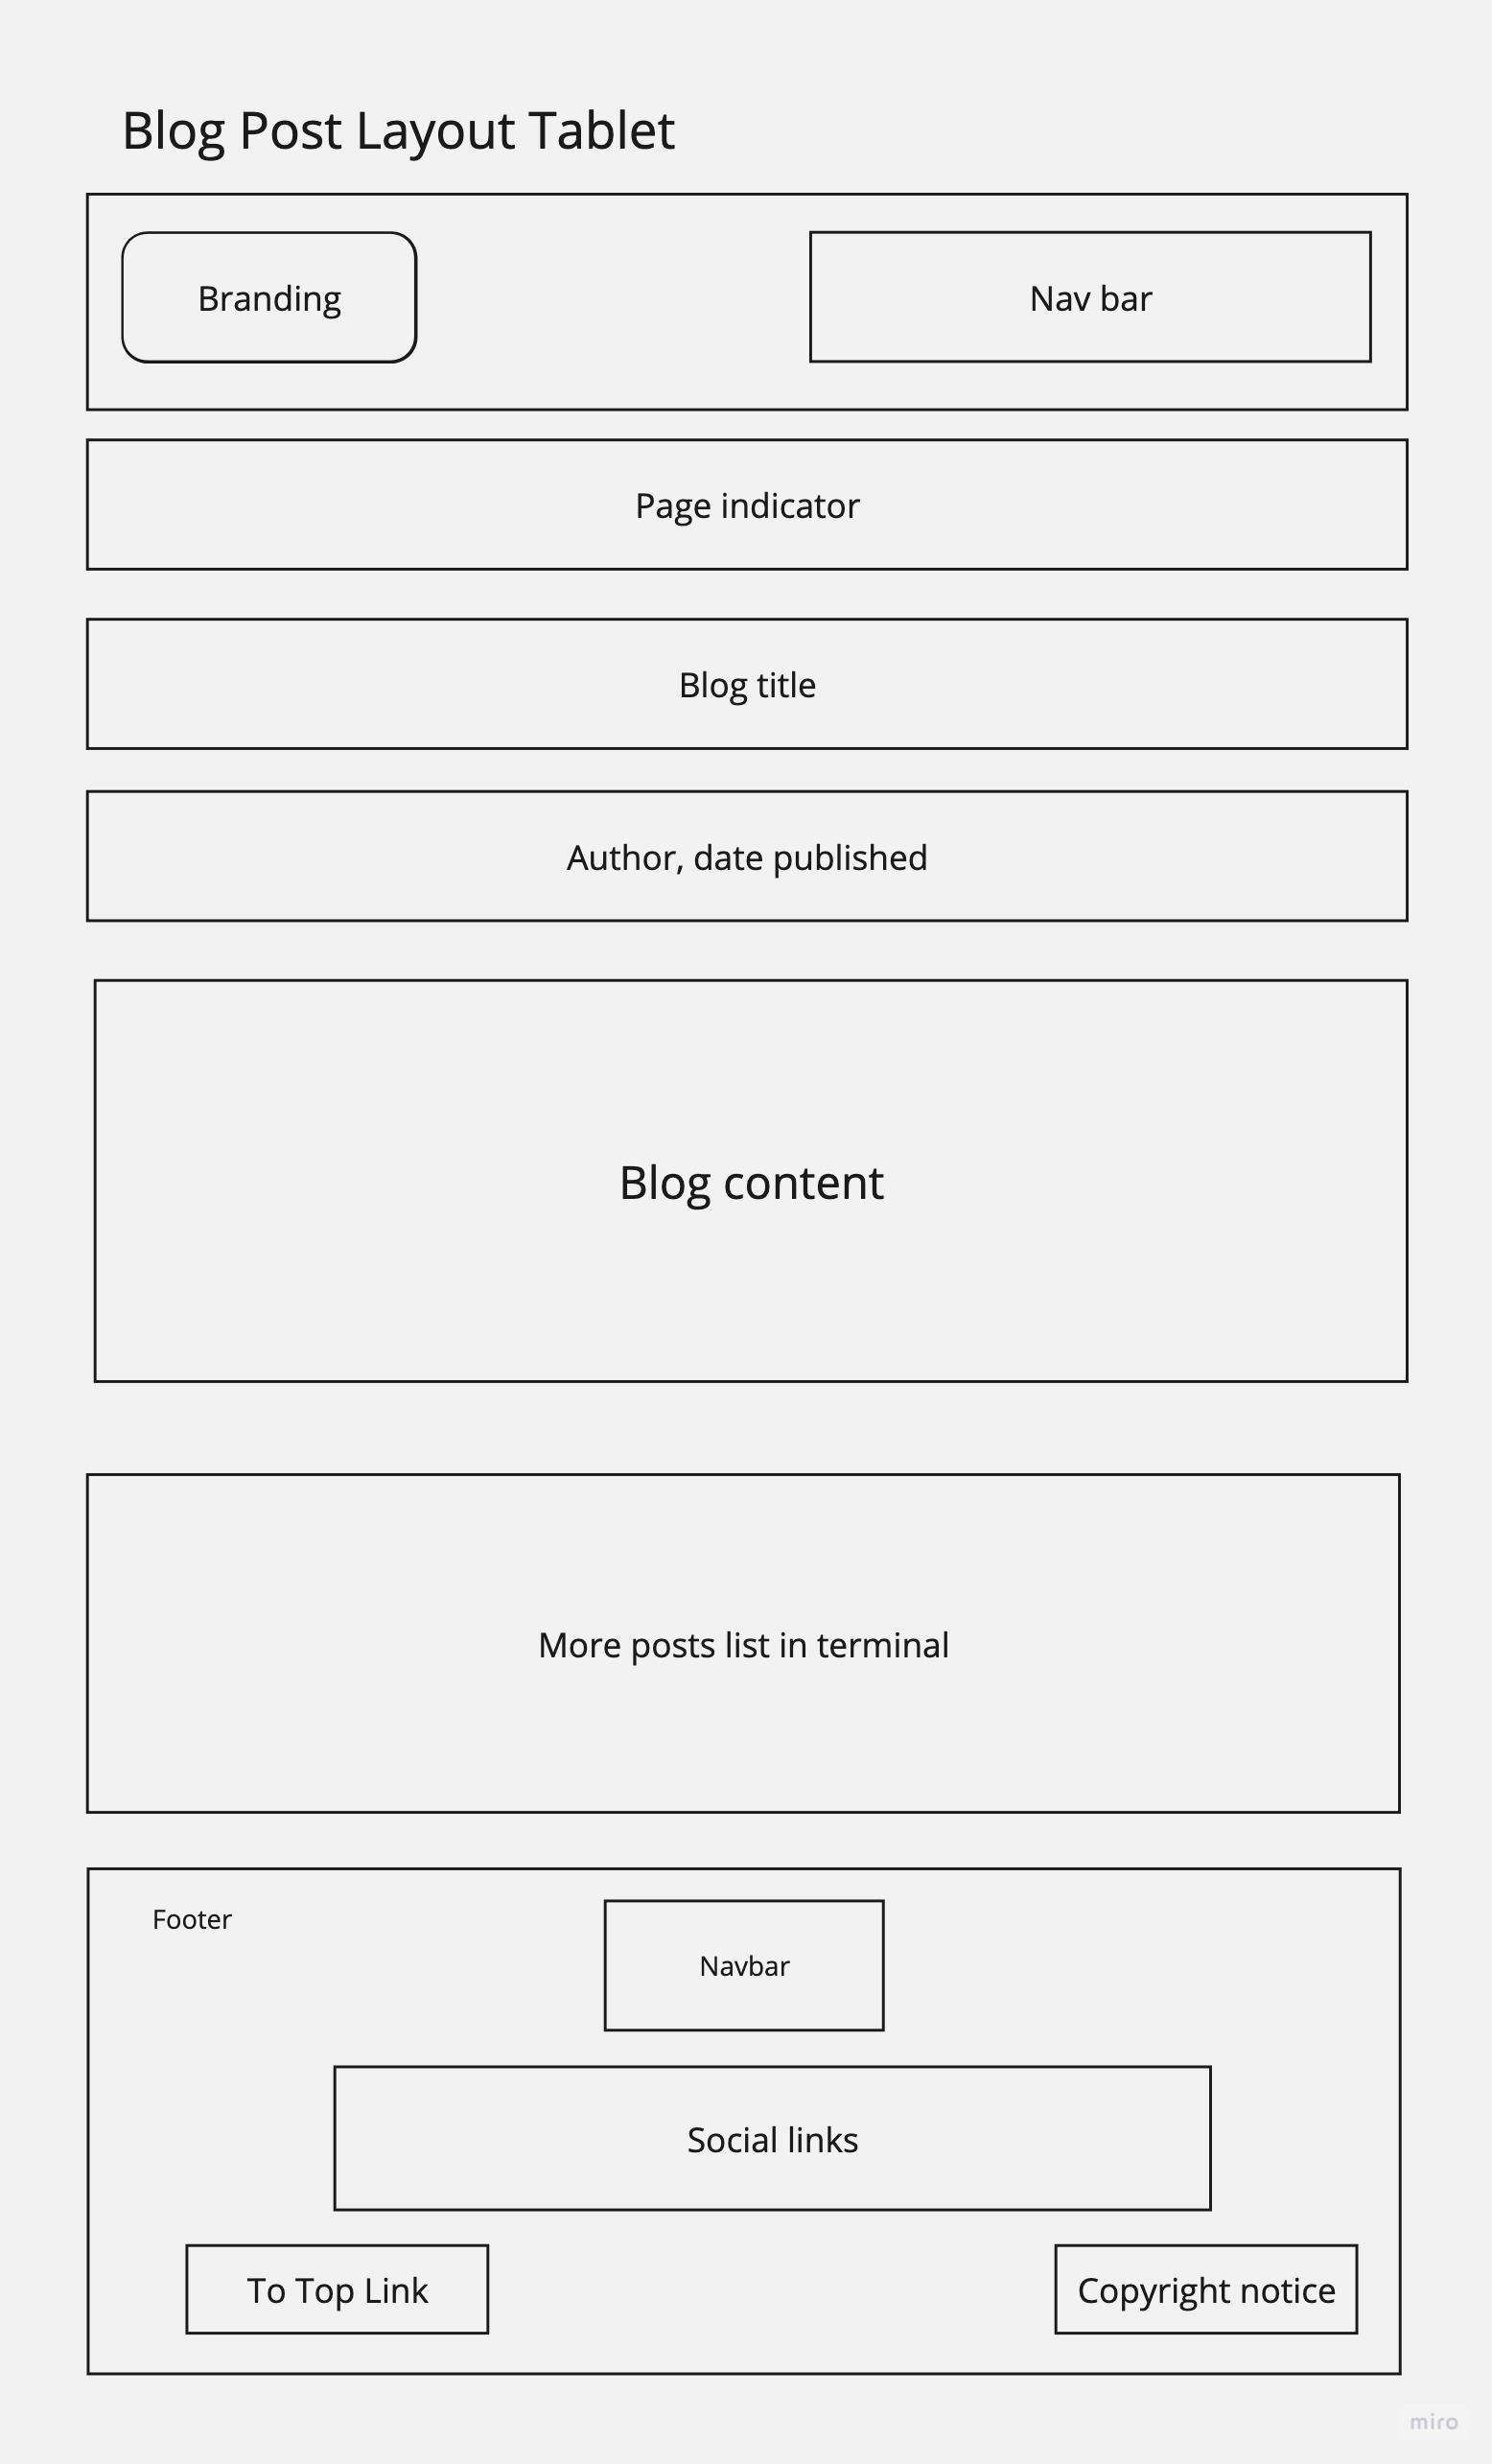 Blog Post Layout Tablet
Branding
Nav bar
Page indicator
Blog title
Author, date published
Blog content
More posts list in terminal
Footer
Navbar
Social links
To Top Link
Copyright notice
miro